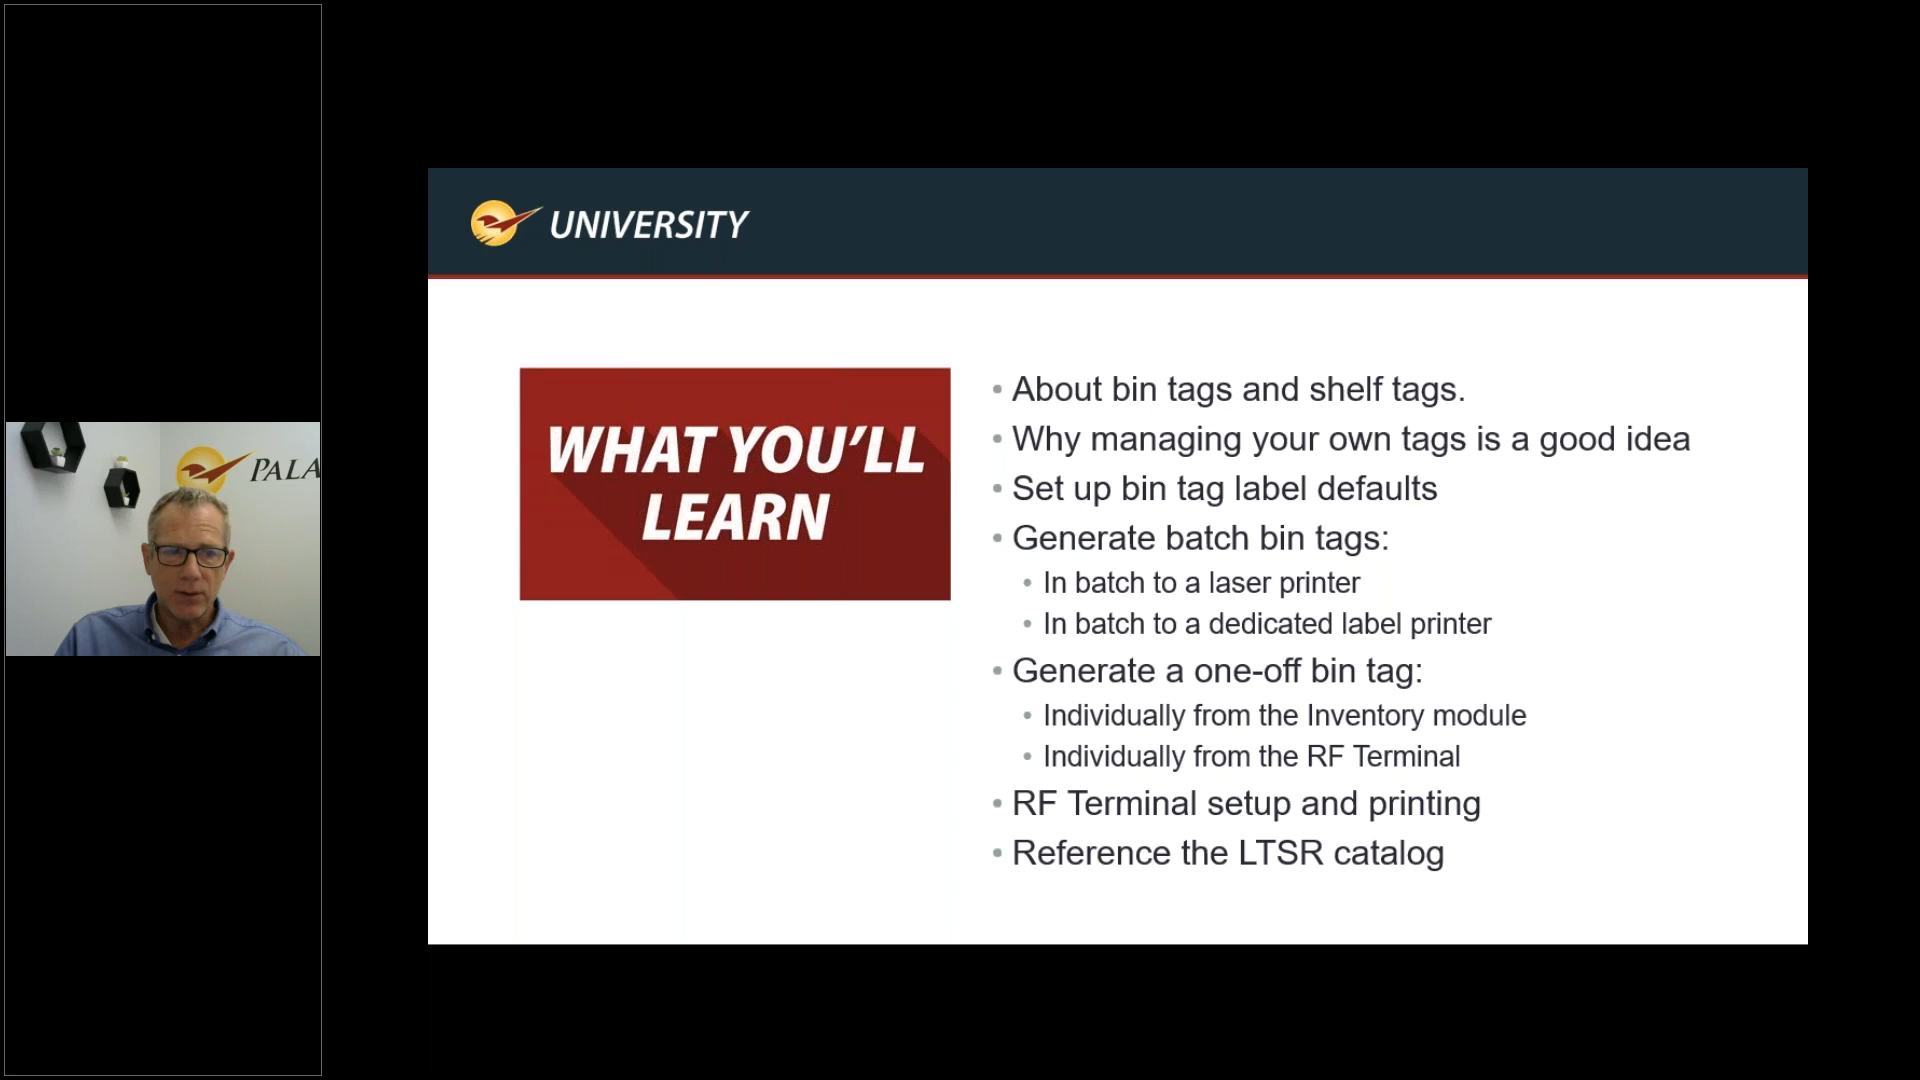 PALA
UNIVERSITY
WHAT YOU'LL
LEARN
• About bin tags and shelf tags.
• Why managing your own tags is a good idea
• Set up bin tag label defaults
• Generate batch bin tags:
• In batch to a laser printer
• In batch to a dedicated label printer
• Generate a one-off bin tag:
• Individually from the Inventory module
• Individually from the RF Terminal
• RF Terminal setup and printing
• Reference the LTSR catalog